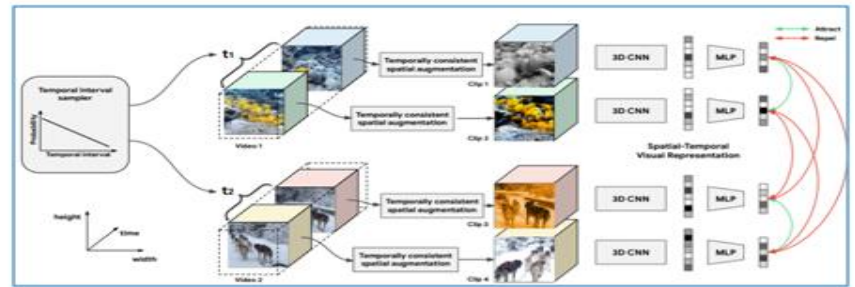 Temporal interval
sampler
Probability
Temporal interval
height
time
width
t1
Video 1
Temporally consistent
spatial augmentation
Clip 1
3D-CNN
MLP
Attract
Repel
Temporally consistent
spatial augmentation
Clip 2
3D-CNN
MLP
Spatial-Temporal
Visual Representation
t2
Video 2
Temporally consistent
spatial augmentation
Clip 3
3D-CNN
MLP
Temporally consistent
spatial augmentation
Clip 4
3D-CNN
MLP